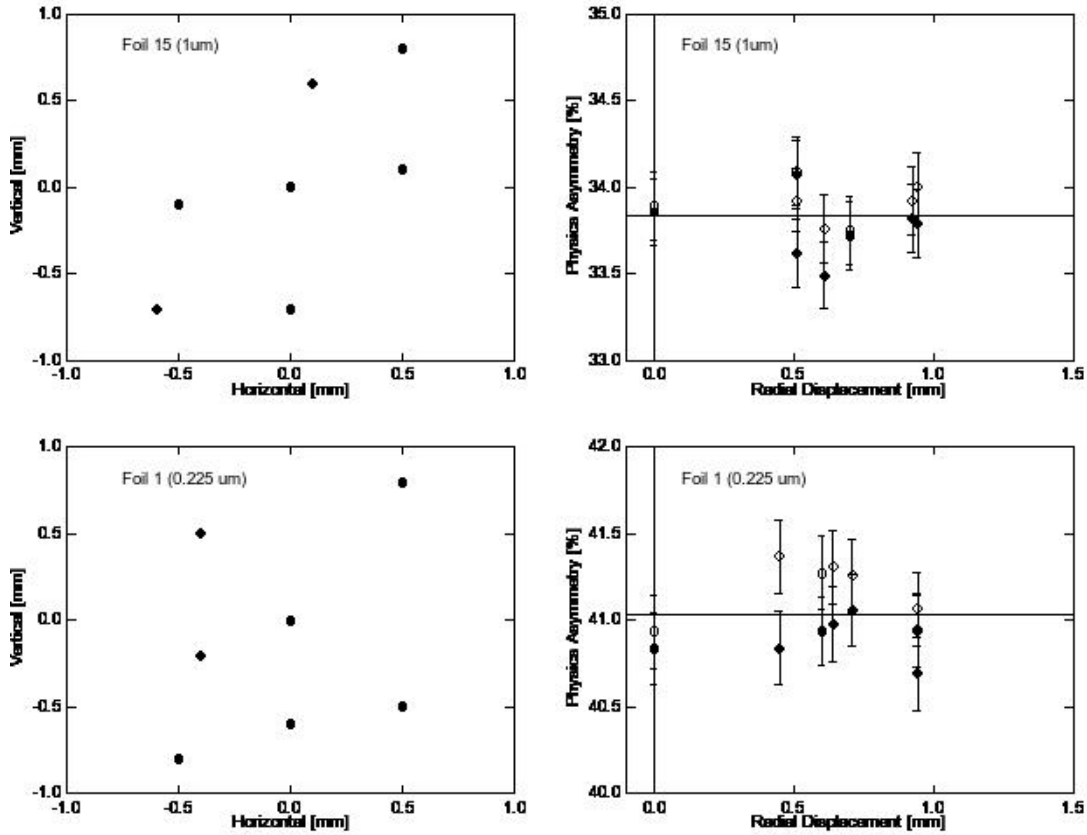 Foil 15 (1um)
Vertical [mm]
1.0
0.5
0.0
-0.5
-1.0
-1.0 -0.5 0.0 0.5 1.0
Horizontal [mm]
Foil 15 (1um)
Physics Asymmetry [%]
35.0
34.5
34.0
33.5
33.0
0.0 0.5 1.0 1.5
Radial Displacement [mm]
Foil 1 (0.225 um)
Vertical [mm]
1.0
0.5
0.0
-0.5
-1.0
-1.0 -0.5 0.0 0.5 1.0
Horizontal [mm]
Foil 1 (0.225 um)
Physics Asymmetry [%]
42.0
41.5
41.0
40.5
40.0
0.0 0.5 1.0 1.5
Radial Displacement [mm]